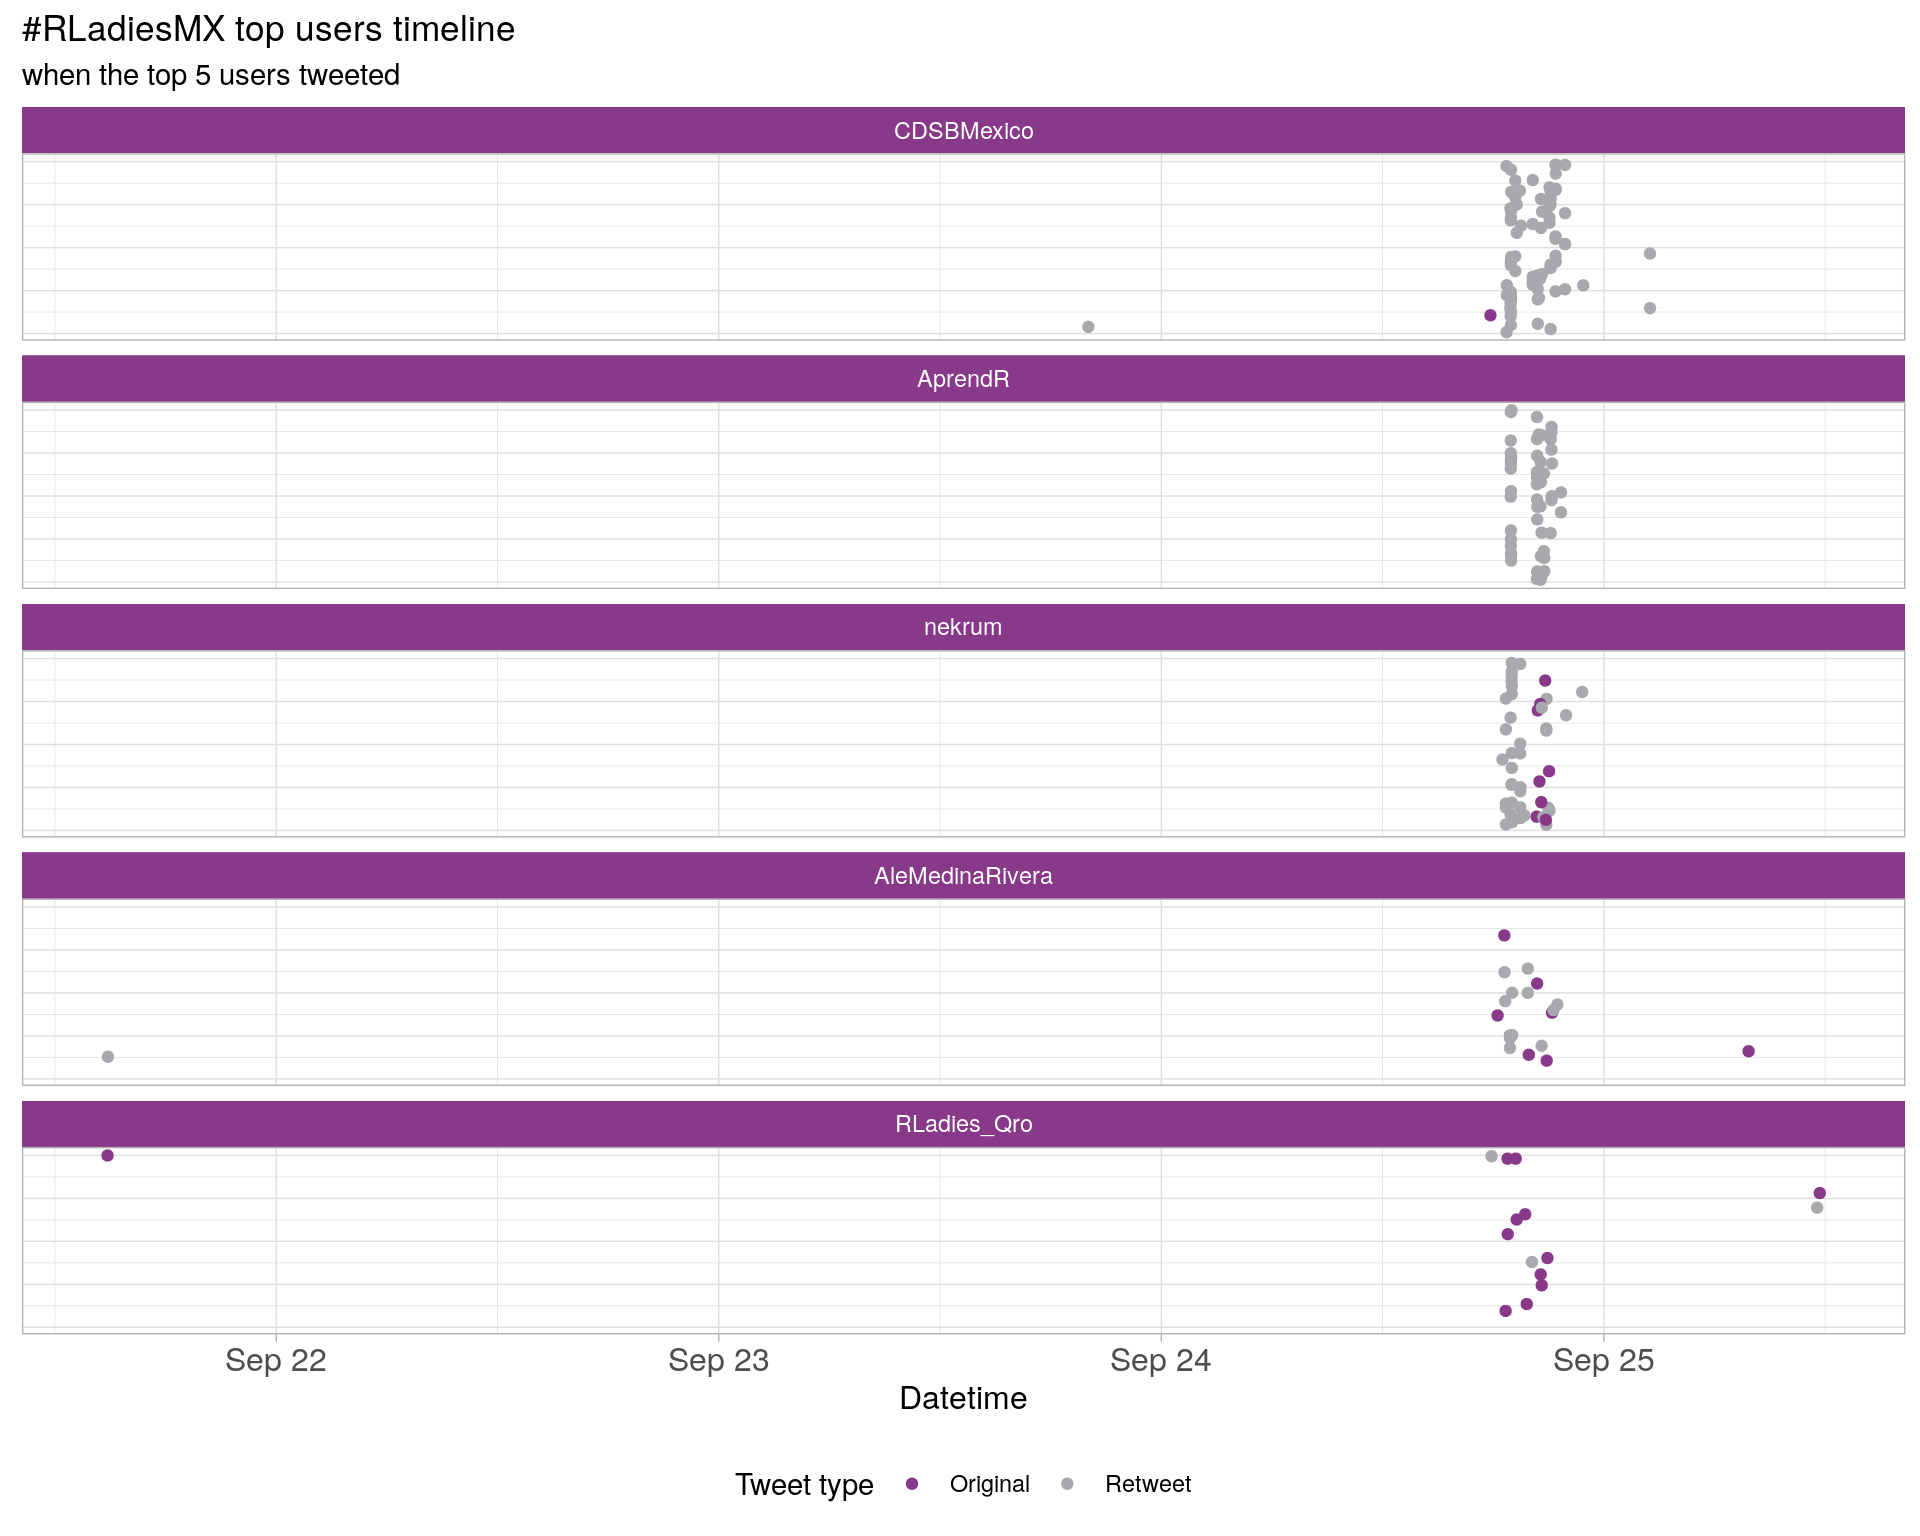 #RLadiesMX top users timeline
when the top 5 users tweeted
CDSBMexico
AprendR
nekrum
AleMedinaRivera
RLadies_Qro
Sep 22 Sep 23 Sep 24 Sep 25
Datetime
Tweet type Original Retweet